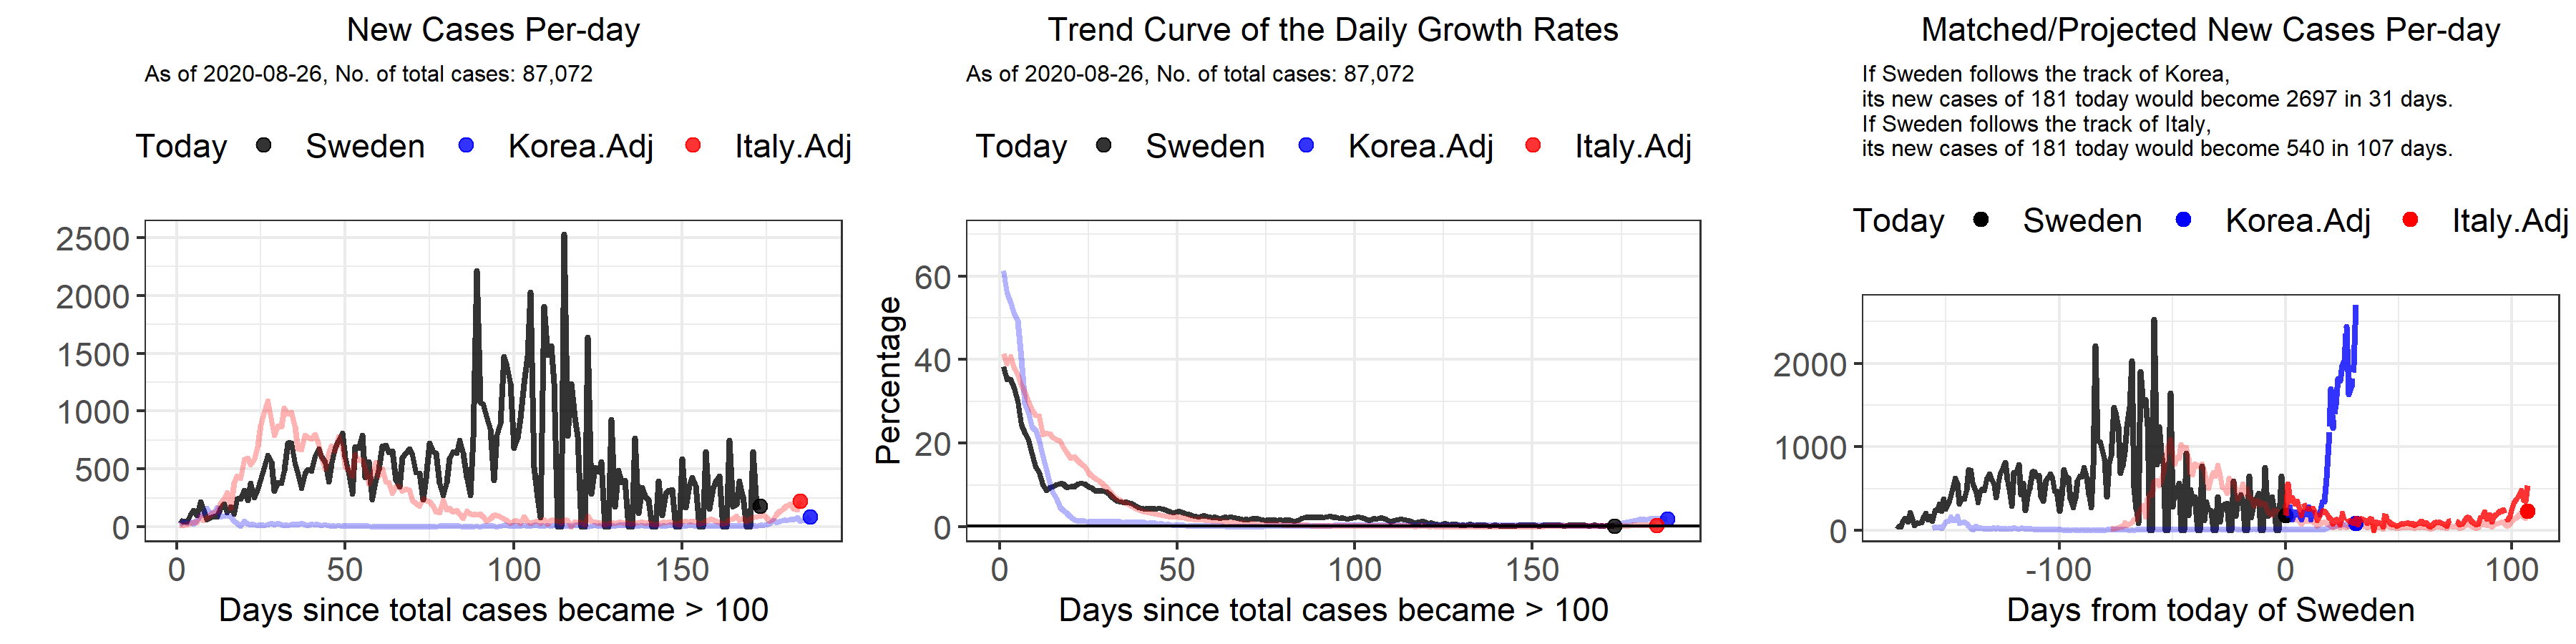 New Cases Per-day
As of 2020-08-26, No. of total cases: 87,072
Today Sweden Korea.Adj Italy.Adj
2500
2000
1500
1000
500
0
0 50 100 150
Days since total cases became > 100
Trend Curve of the Daily Growth Rates
As of 2020-08-26, No. of total cases: 87,072
Today Sweden Korea.Adj Italy.Adj
Percentage
60
40
20
0
0 50 100 150
Days since total cases became > 100
Matched/Projected New Cases Per-day
If Sweden follows the track of Korea,
its new cases of 181 today would become 2697 in 31 days.
If Sweden follows the track of Italy,
its new cases of 181 today would become 540 in 107 days.
Today Sweden Korea.Adj Italy.Adj
2000
1000
0
-100 0 100
Days from today of Sweden